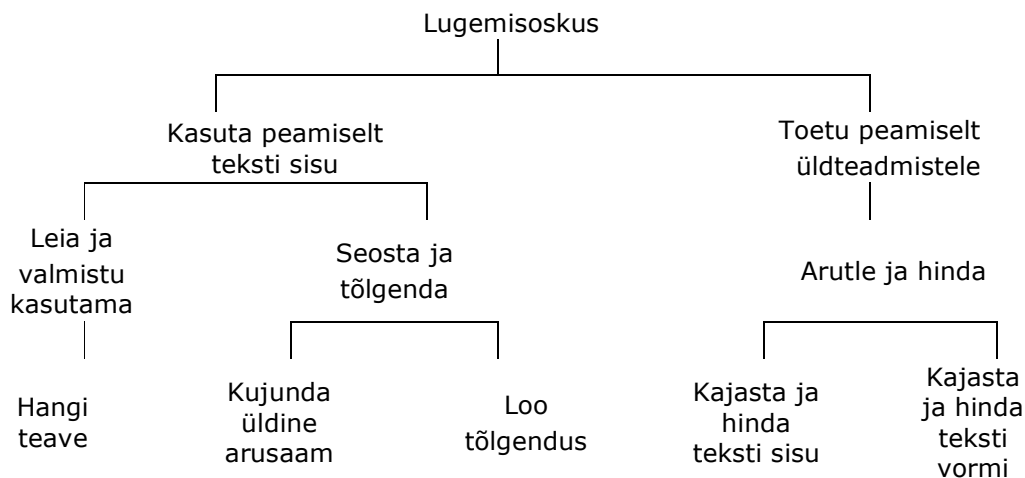 Lugemisoskus
Kasuta peamiselt
teksti sisu
Toetu peamiselt
üldteadmistele
Leia ja
valmistu
kasutama
Seosta ja
tõlgenda
Arutle ja hinda
Hangi
teave
Kujunda
üldine
arusaam
Loo
tõlgendus
Kajasta ja
hinda
teksti sisu
Kajasta
ja hinda
teksti
vormi